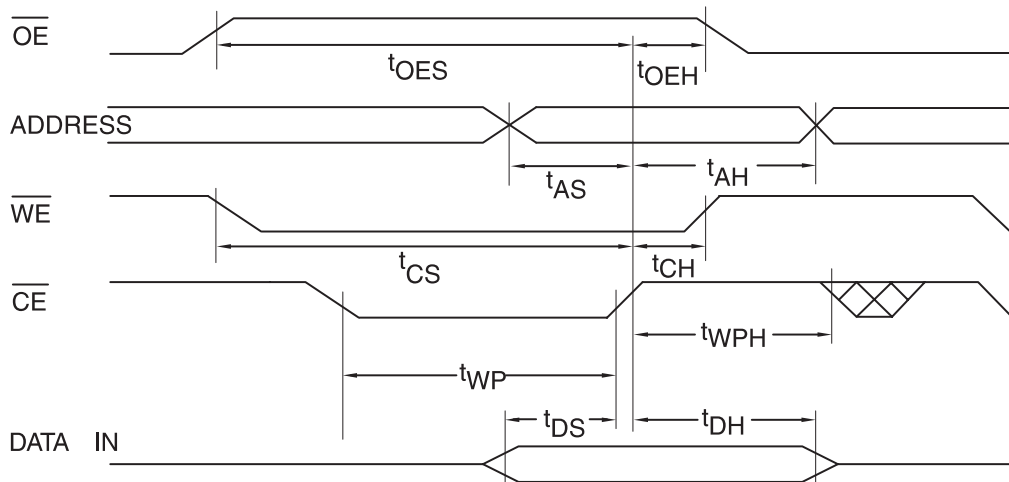 OE
tOES
tOEH
ADDRESS
tAS
tAH
WE
tCS
tCH
CE
tWPH
tWP
tDS
tDH
DATA IN